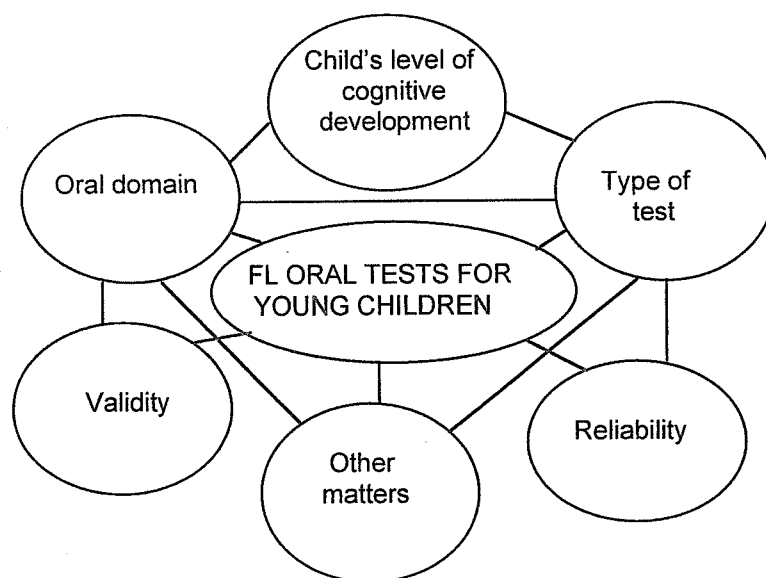 Child's level of
cognitive
development
Oral domain
Type of
test
FL ORAL TESTS FOR
YOUNG CHILDREN
Validity
Other
matters
Reliability